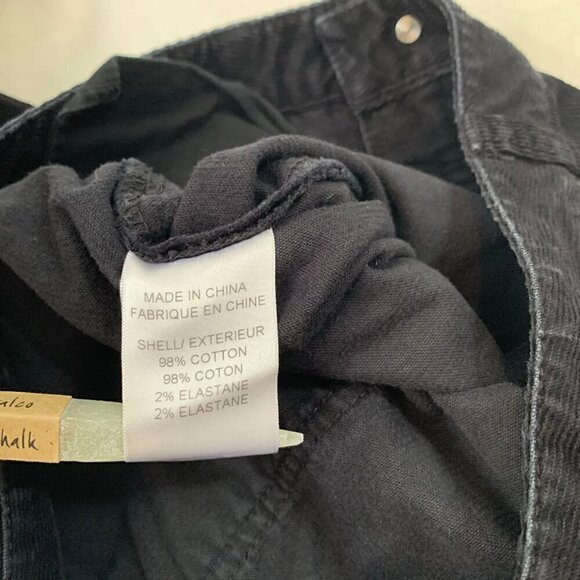 MADE IN CHINA
FABRIQUE EN CHINE
SHELL/ EXTERIEUR
98% COTTON
98% COTON
2% ELASTANE
2% ELASTANE